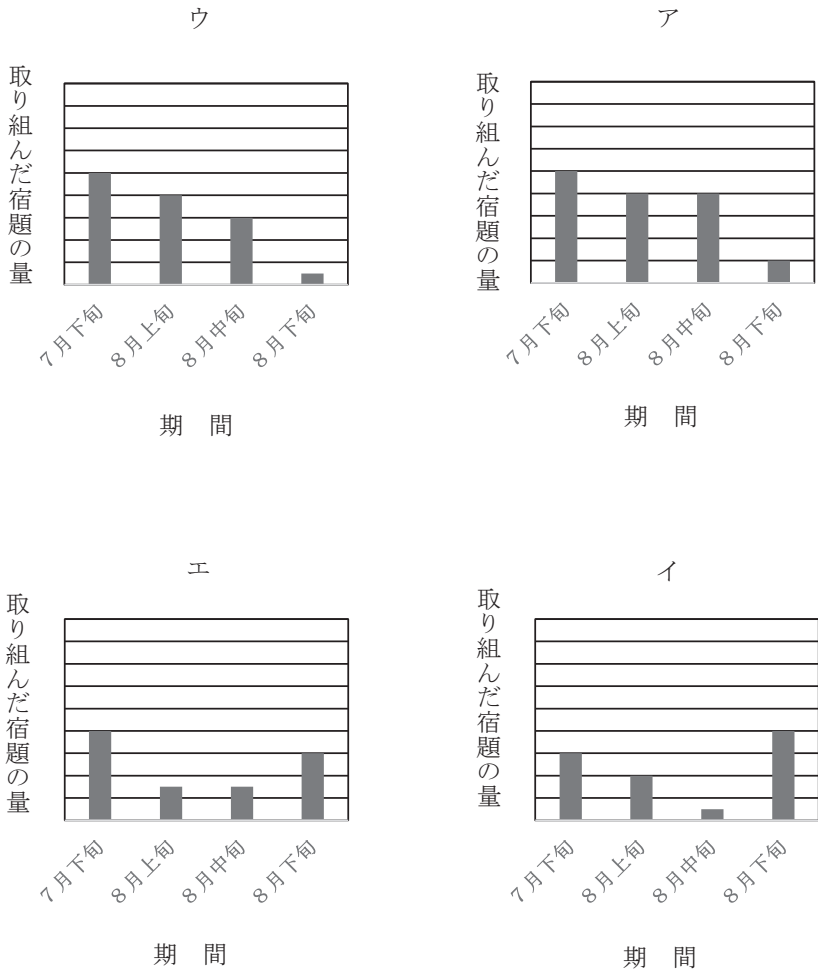 ア
取り組んだ宿題の量
7月下旬
8月上旬
8月中旬
8月下旬
期 間
イ
取り組んだ宿題の量
7月下旬
8月上旬
8月中旬
8月下旬
期 間
ウ
取り組んだ宿題の量
7月下旬
8月上旬
8月中旬
8月下旬
期 間
エ
取り組んだ宿題の量
7月下旬
8月上旬
8月中旬
8月下旬
期 間